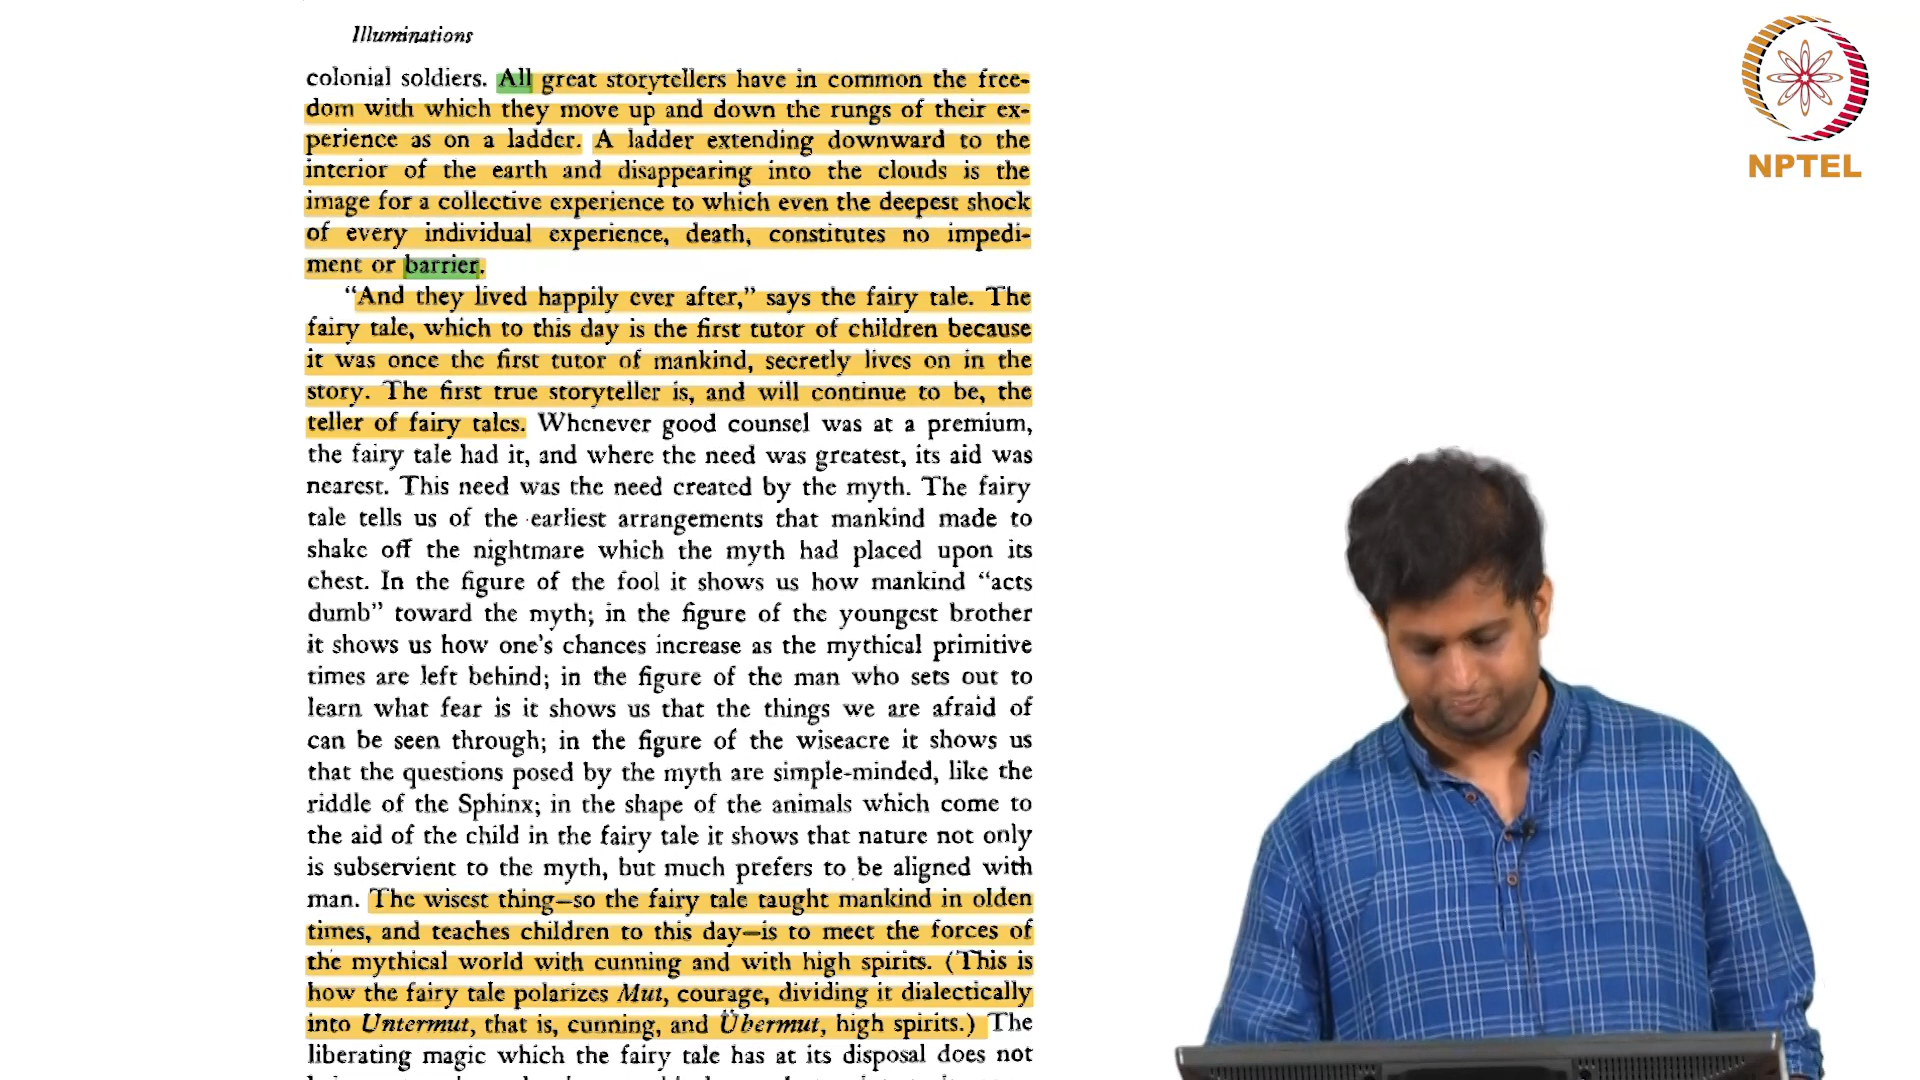 Illuminations
colonial soldiers. All great storytellers have in common the free-
dom with which they move up and down the rungs of their ex-
perience as on a ladder. A ladder extending downward to the
interior of the earth and disappearing into the clouds is the
image for a collective experience to which even the deepest shock
of every individual experience, death, constitutes no impedi-
ment or barrier.
“And they lived happily ever after,” says the fairy tale. The
fairy tale, which to this day is the first tutor of children because
it was once the first tutor of mankind, secretly lives on in the
story. The first true storyteller is, and will continue to be, the
teller of fairy tales. Whenever good counsel was at a premium,
the fairy tale had it, and where the need was greatest, its aid was
nearest. This need was the need created by the myth. The fairy
tale tells us of the earliest arrangements that mankind made to
shake off the nightmare which the myth had placed upon its
chest. In the figure of the fool it shows us how mankind “acts
dumb” toward the myth; in the figure of the youngest brother
it shows us how one's chances increase as the mythical primitive
times are left behind; in the figure of the man who sets out to
learn what fear is it shows us that the things we are afraid of
can be seen through; in the figure of the wiseacre it shows us
that the questions posed by the myth are simple-minded, like the
riddle of the Sphinx; in the shape of the animals which come to
the aid of the child in the fairy tale it shows that nature not only
is subservient to the myth, but much prefers to be aligned with
man. The wisest thing—so the fairy tale taught mankind in olden
times, and teaches children to this day—is to meet the forces of
the mythical world with cunning and with high spirits. (This is
how the fairy tale polarizes Mut, courage, dividing it dialectically
into Untermut, that is, cunning, and Übermut, high spirits.) The
liberating magic which the fairy tale has at its disposal does not
NPTEL